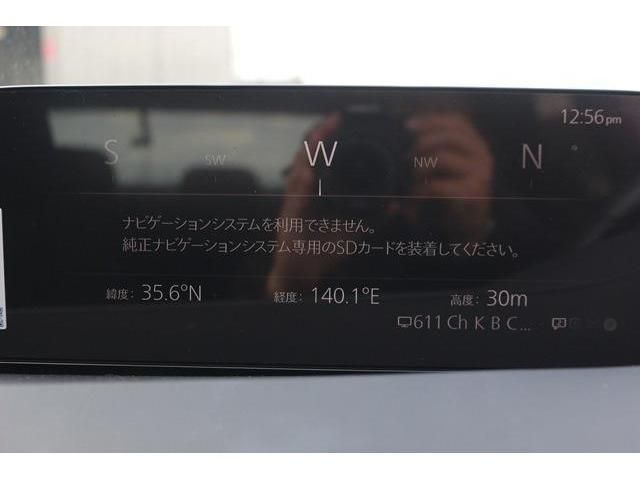 12:56pm
S SW W NW N
ナビゲーションシステムを利用できません。
純正ナビゲーションシステム専用のSDカードを装着してください。
緯度: 35.6°N 経度: 140.1°E 高度: 30m
611Ch K B C...